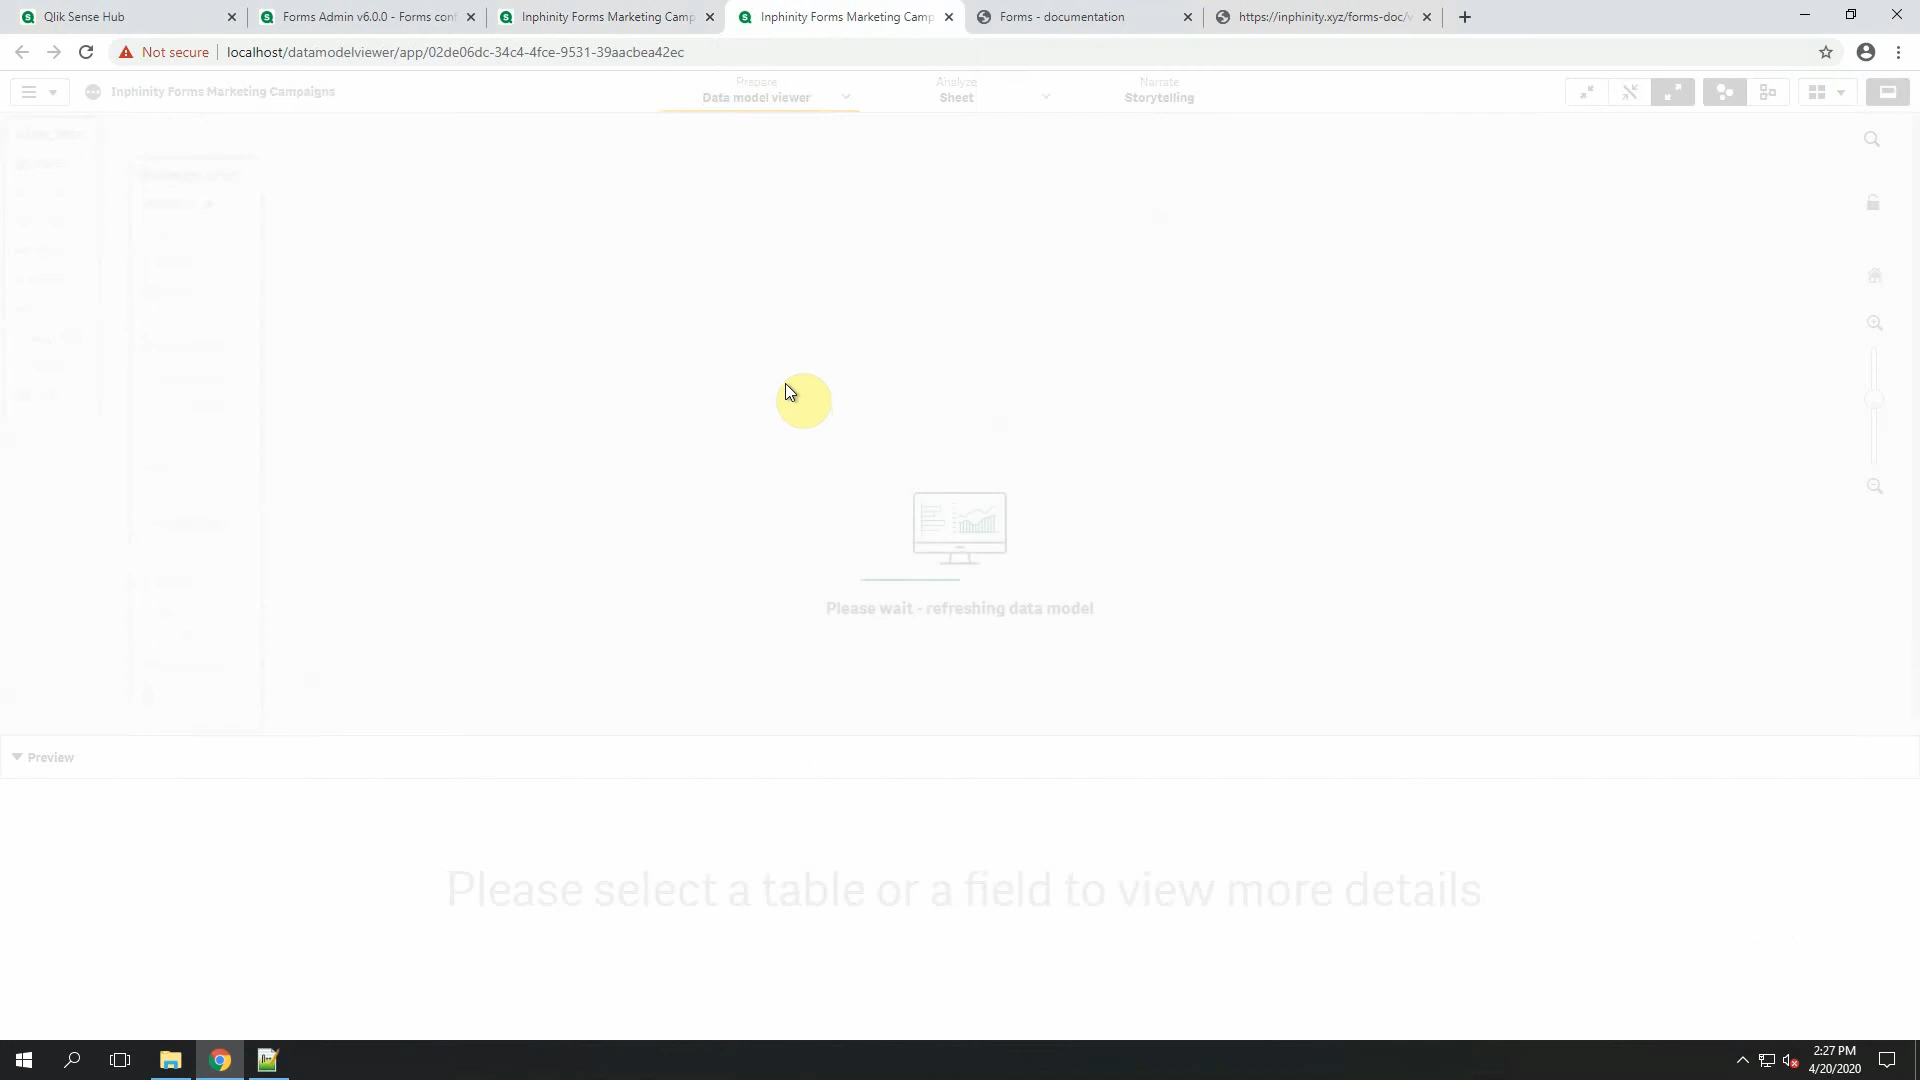 Qlik Sense Hub
Forms Admin v6.0.0 - Forms conf
Inphinity Forms Marketing Camp
Inphinity Forms Marketing Camp
Forms - documentation
https://inphinity.xyz/forms-doc/v
Not secure
localhost/datamodelviewer/app/02de06dc-34c4-4fce-9531-39aacbea42ec
Inphinity Forms Marketing Campaigns
Prepare
Data model viewer
Analyze
Sheet
Narrate
Storytelling
Please wait - refreshing data model
Preview
Please select a table or a field to view more details
2:27 PM
4/20/2020